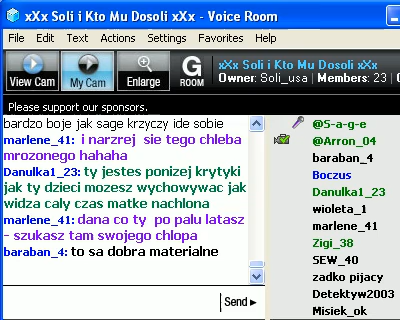 xXx Soli i Kto Mu Dosoli xXx - Voice Room
File Edit Text Actions Settings Favorites Help
View Cam
My Cam
Enlarge
G
ROOM
xXx Soli i Kto Mu Dosoli xXx
Owner: Soli_usa | Members: 23 |
Please support our sponsors.
bardzo boje jak sage krzyczy ide sobie
marlene_41: i narzrej sie tego chleba
mrozonego hahaha
Danulka1_23: ty jestes ponizej krytyki
jak ty dzieci mozesz wychowywac jak
widza caly czas matke nachlona
marlene_41: dana co ty po palu latasz
- szukasz tam swojego chlopa
baraban_4: to sa dobra materialne
Send
@S-a-g-e
@Arron_04
baraban_4
Boczus
Danulka1_23
wioleta_1
marlene_41
Zigi_38
SEW_40
zadko pijacy
Detektyw2003
Misiek_ok